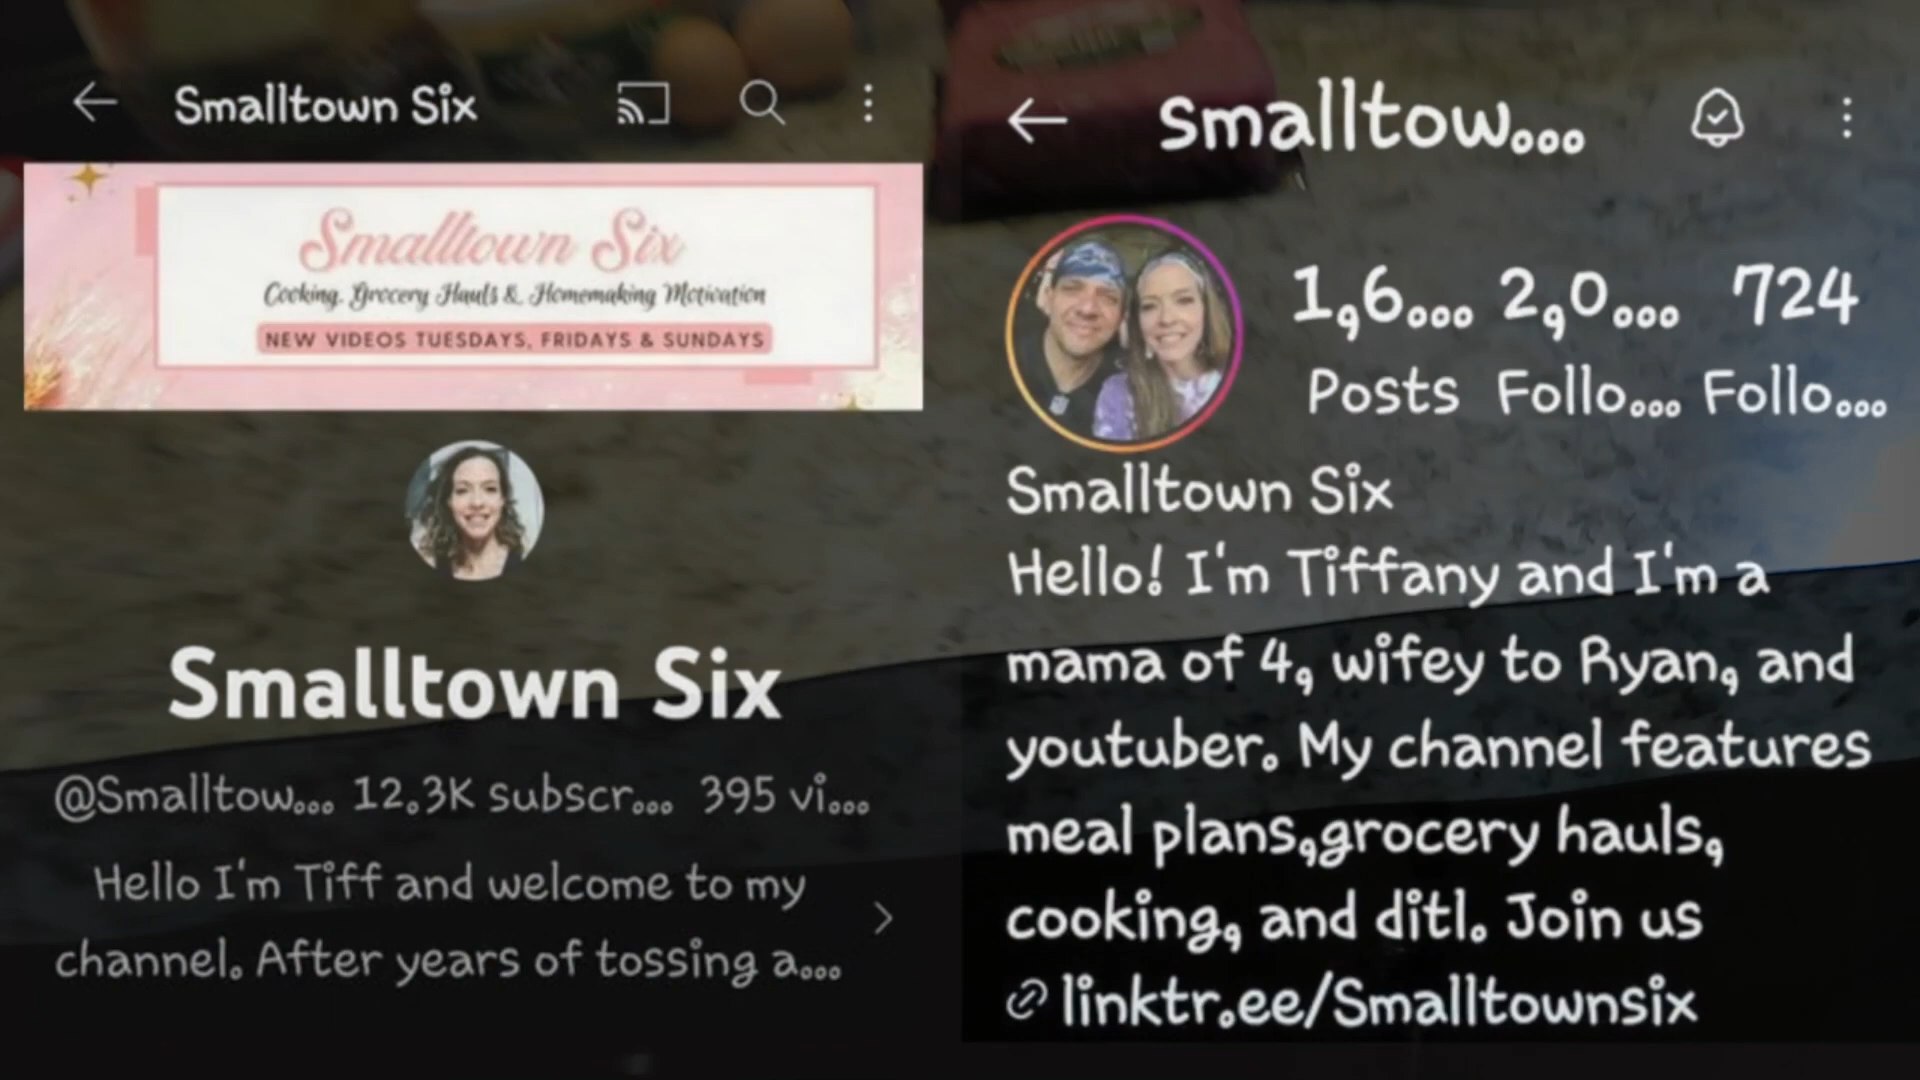 Smalltown Six
Smalltown Six
Cooking, Grocery Hauls & Homemaking Motivation
NEW VIDEOS TUESDAYS, FRIDAYS & SUNDAYS
Smalltown Six
@Smalltow... 12.3K subscr... 395 vi...
Hello I'm Tiff and welcome to my
channel. After years of tossing a...
smalltow...
1,6... 2,0... 724
Posts Follo... Follo...
Smalltown Six
Hello! I'm Tiffany and I'm a
mama of 4, wifey to Ryan, and
youtuber. My channel features
meal plans,grocery hauls,
cooking, and ditl. Join us
linktr.ee/Smalltownsix